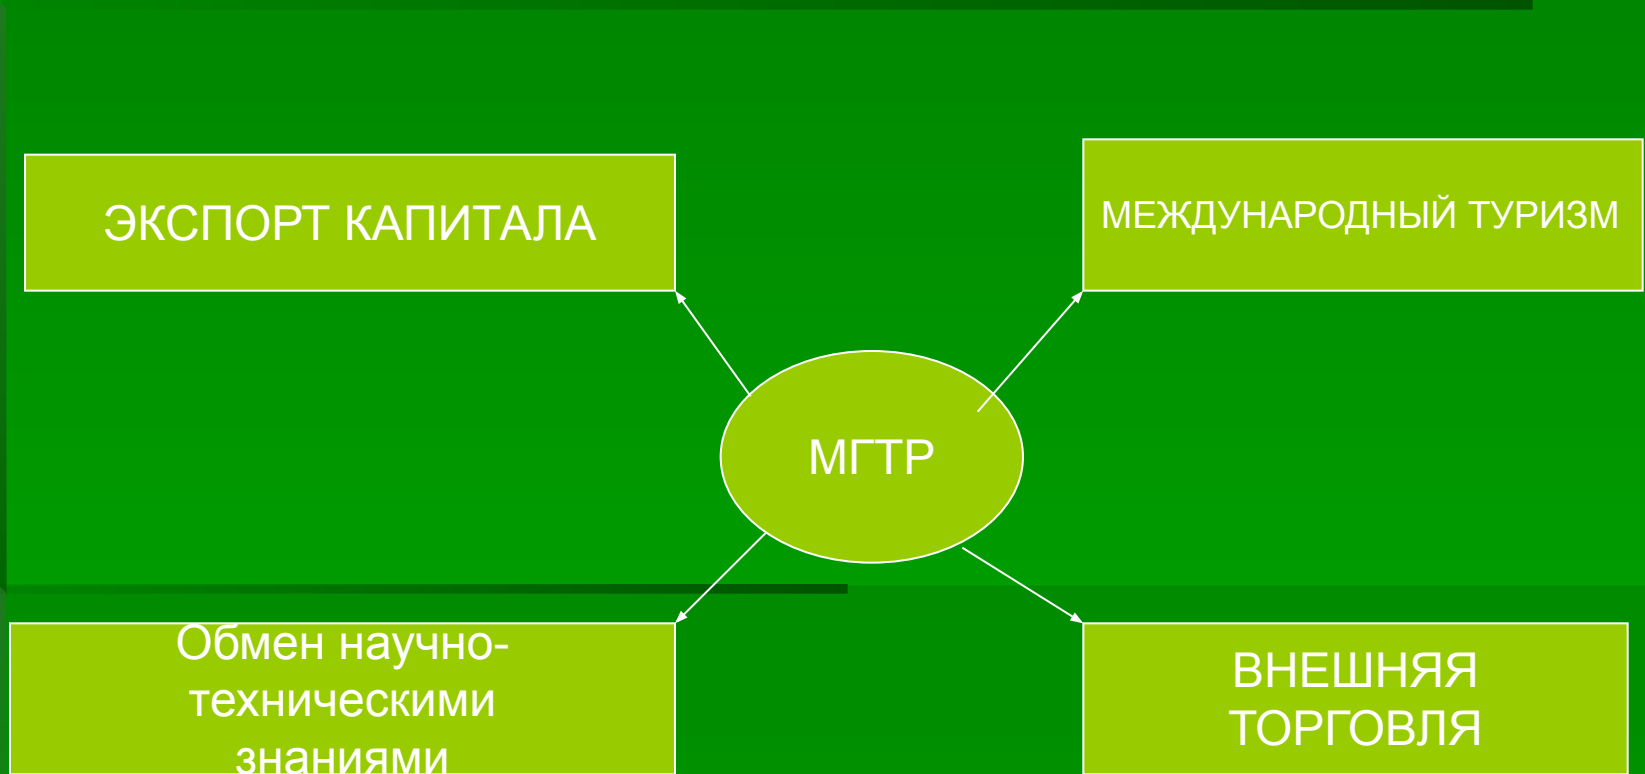 ЭКСПОРТ КАПИТАЛА
МЕЖДУНАРОДНЫЙ ТУРИЗМ
МГТР
Обмен научно-
техническими
знаниями
ВНЕШНЯЯ
ТОРГОВЛЯ